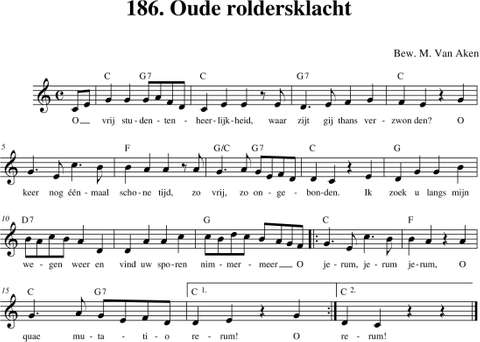 186. Oude roldersklacht
Bew. M. Van Aken
C G7 C G7 C
O vrij stu- den- ten - heer- lijk- heid, waar zijt gij thans ver- zwon den? O
5 F G/C G7 C G
keer nog één- maal scho- ne tijd, zo vrij, zo on- ge- bon- den. Ik zoek u langs mijn
10 D7 D G C F
we - gen weer en vind uw spo- ren nim- mer- meer O je- rum, je- rum je- rum, O
15 C G C 1. C 2.
quae mu- ta- ti- o re- rum! O re- rum!